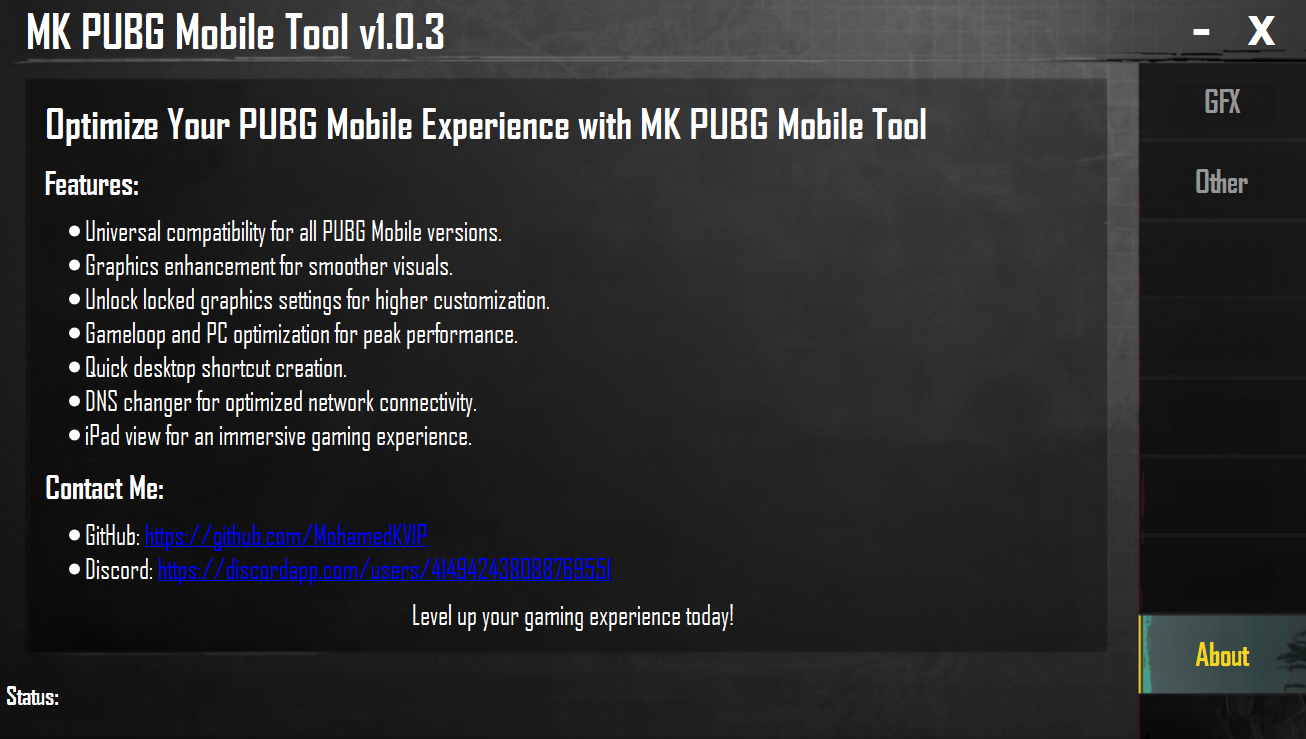 MK PUBG Mobile Tool v1.0.3
- X
Optimize Your PUBG Mobile Experience with MK PUBG Mobile Tool
Features:
● Universal compatibility for all PUBG Mobile versions.
● Graphics enhancement for smoother visuals.
● Unlock locked graphics settings for higher customization.
● Gameloop and PC optimization for peak performance.
● Quick desktop shortcut creation.
● DNS changer for optimized network connectivity.
● iPad view for an immersive gaming experience.
Contact Me:
● GitHub: https://github.com/MohamedKVIP
● Discord: https://discordapp.com/users/414942438088769551
Level up your gaming experience today!
Status:
GFX
Other
About